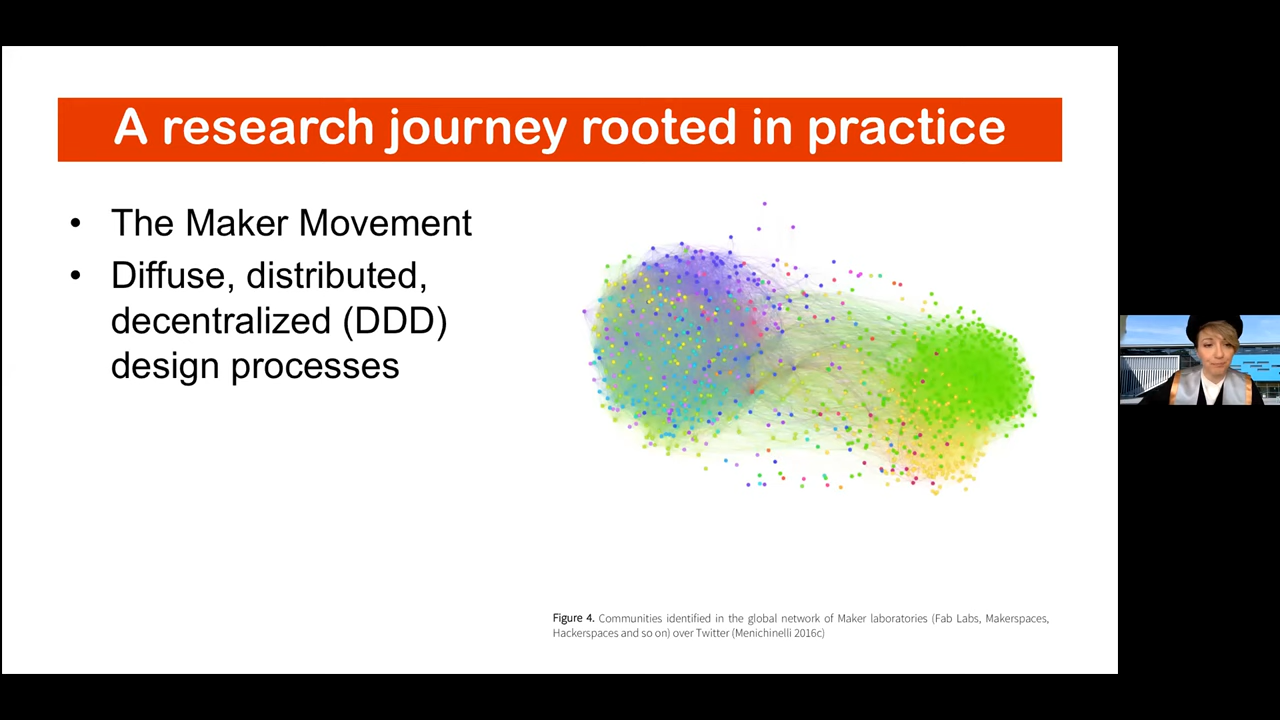 A research journey rooted in practice
• The Maker Movement
• Diffuse, distributed,
decentralized (DDD)
design processes
Figure 4. Communities identified in the global network of Maker laboratories (Fab Labs, Makerspaces,
Hackerspaces and so on) over Twitter (Menichinelli 2016c)